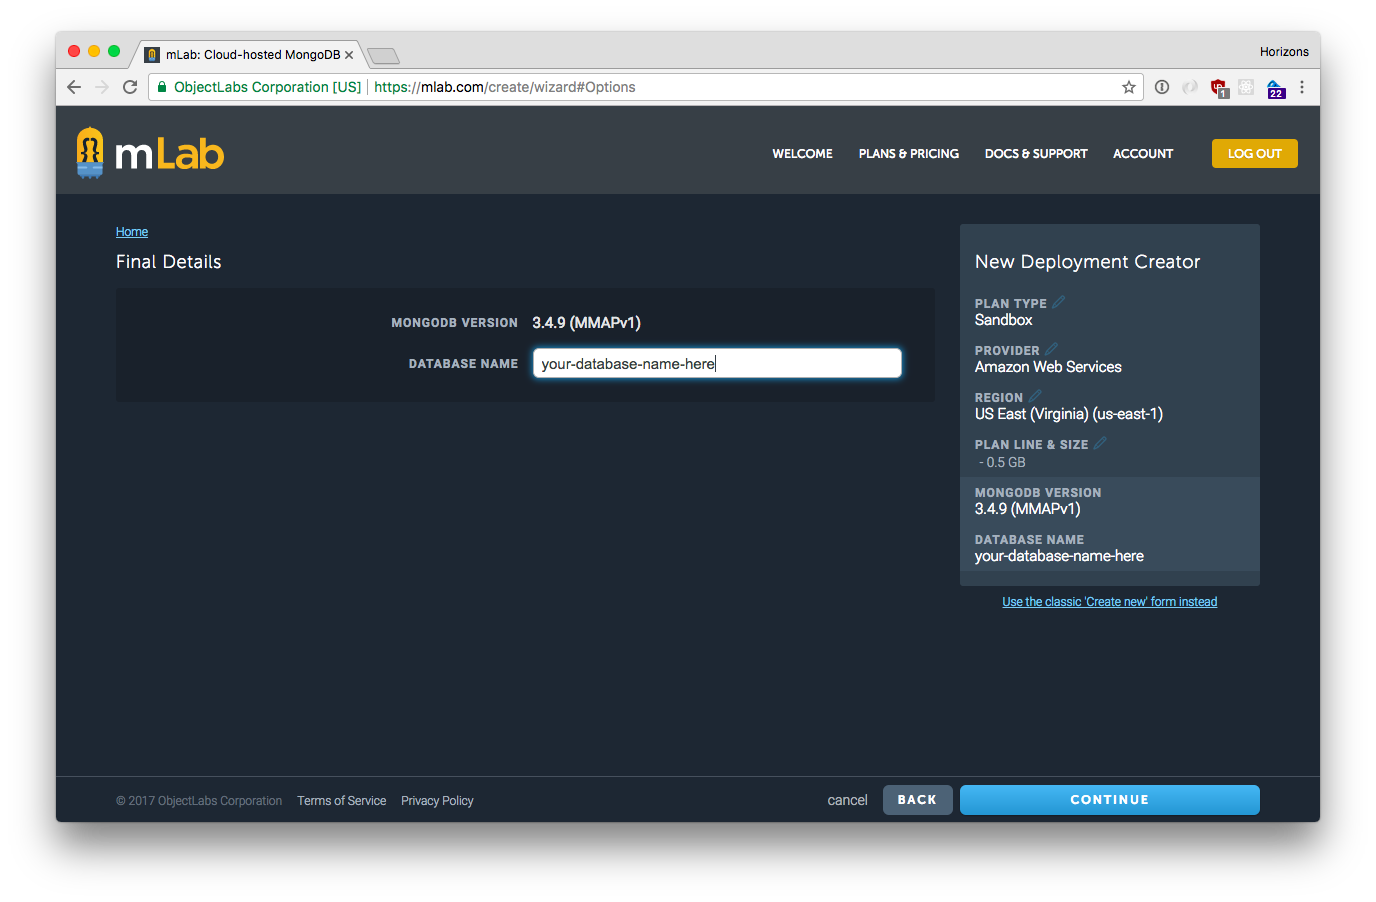 mLab: Cloud-hosted MongoDB
Horizons
ObjectLabs Corporation [US]
https://mlab.com/create/wizard#Options
1
22
mLab
WELCOME
PLANS & PRICING
DOCS & SUPPORT
ACCOUNT
LOG OUT
Home
Final Details
MONGODB VERSION 3.4.9 (MMAPv1)
DATABASE NAME your-database-name-here
New Deployment Creator
PLAN TYPE
Sandbox
PROVIDER
Amazon Web Services
REGION
US East (Virginia) (us-east-1)
PLAN LINE & SIZE
- 0.5 GB
MONGODB VERSION
3.4.9 (MMAPv1)
DATABASE NAME
your-database-name-here
Use the classic 'Create new' form instead
© 2017 ObjectLabs Corporation
Terms of Service
Privacy Policy
cancel
BACK
CONTINUE